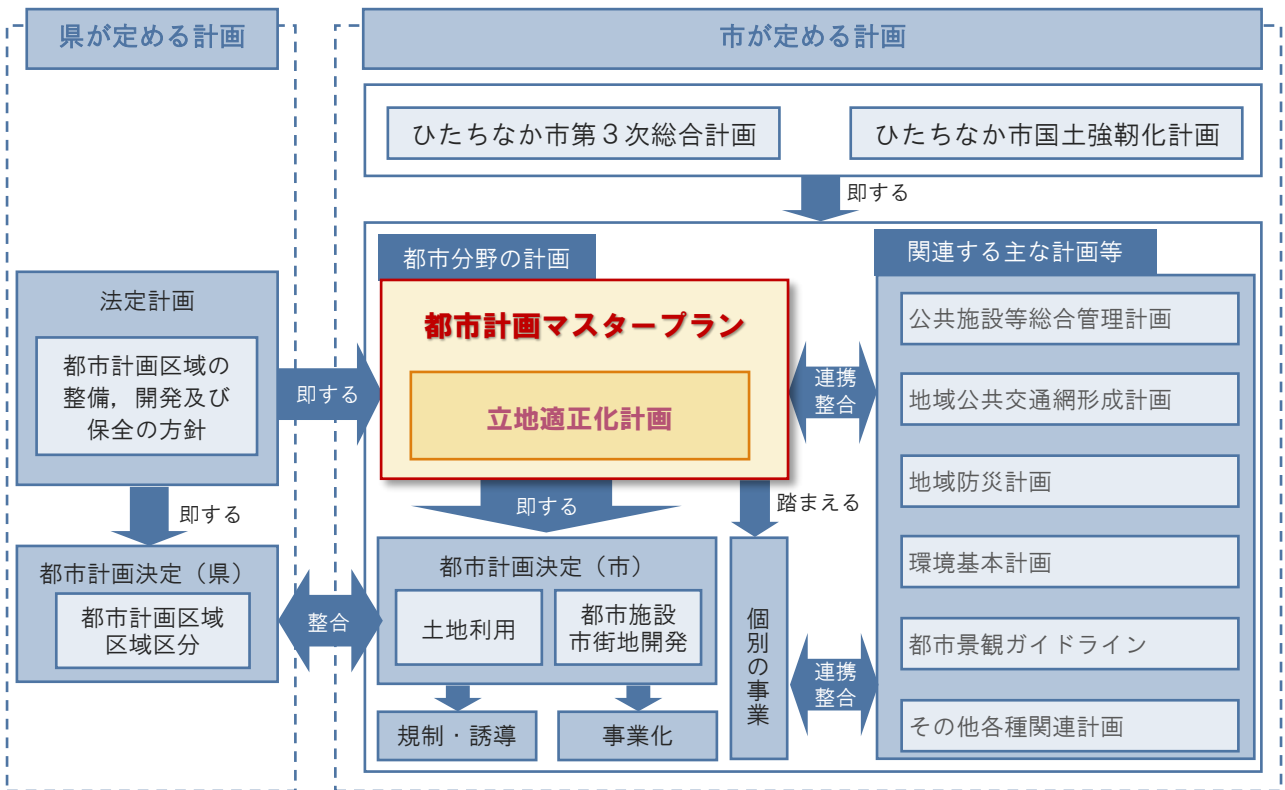 県が定める計画
市が定める計画
ひたちなか市第３次総合計画
ひたちなか市国土強靭化計画
即する
都市分野の計画
関連する主な計画等
法定計画
都市計画区域の
整備，開発及び
保全の方針
即する
都市計画マスタープラン
立地適正化計画
連携
整合
公共施設等総合管理計画
地域公共交通網形成計画
地域防災計画
環境基本計画
都市景観ガイドライン
その他各種関連計画
即する
即する
踏まえる
都市計画決定（県）
都市計画区域
区域区分
整合
都市計画決定（市）
土地利用
都市施設
市街地開発
個別の事業
連携
整合
規制・誘導
事業化